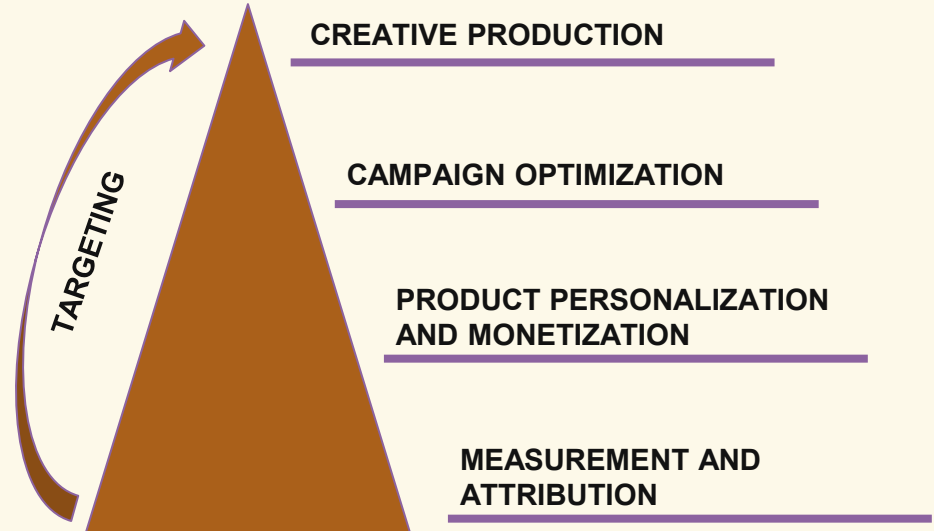 CREATIVE PRODUCTION
CAMPAIGN OPTIMIZATION
TARGETING
PRODUCT PERSONALIZATION
AND MONETIZATION
MEASUREMENT AND
ATTRIBUTION